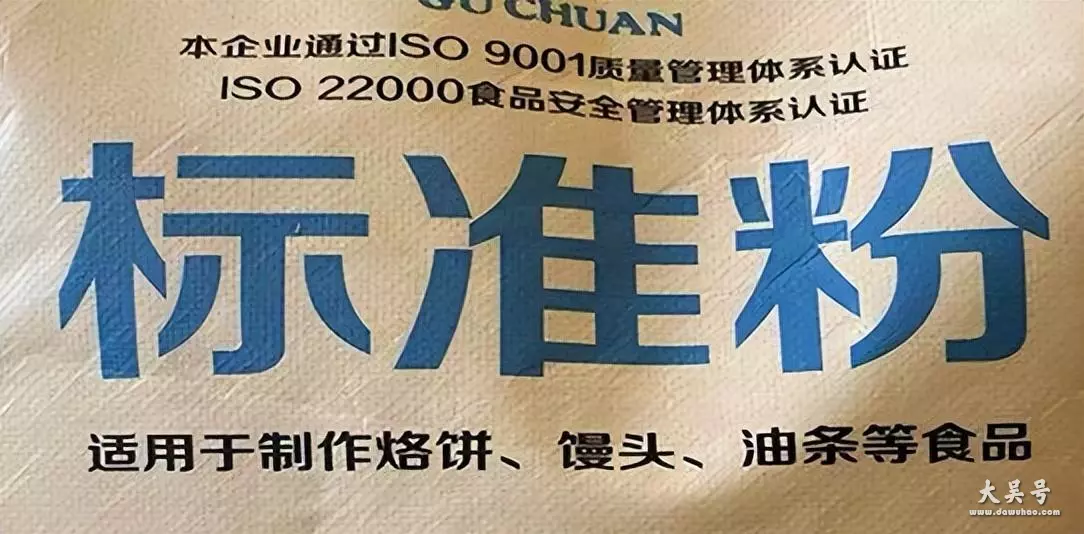 GU CHUAN
本企业通过ISO 9001质量管理体系认证
ISO 22000食品安全管理体系认证
标准粉
适用于制作烙饼、馒头、油条等食品
大吴号
www.dawuhao.com